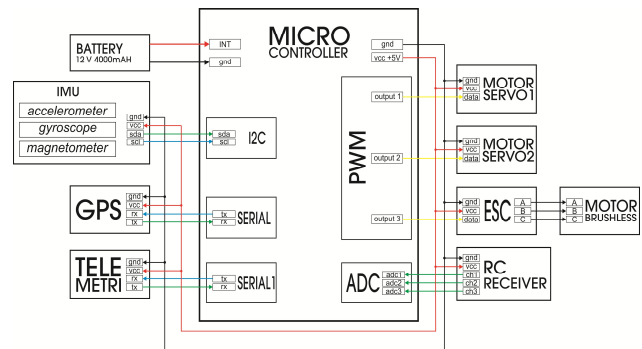 BATTERY
12 V 4000mAH
IMU
accelerometer
gyroscope
magnetometer
gnd
vcc
sda
scl
GPS
gnd
vcc
rx
tx
TELE
METRI
gnd
vcc
rx
tx
MICRO
CONTROLLER
INT
gnd
gnd
vcc +5V
sda
scl
I2C
tx
rx
SERIAL
tx
rx
SERIAL1
PWM
output 1
output 2
output 3
ADC
adc1
adc2
adc3
gnd
vcc
data
MOTOR
SERVO1
gnd
vcc
data
MOTOR
SERVO2
gnd
vcc
data
ESC
A
B
C
A
B
C
MOTOR
BRUSHLESS
gnd
vcc
ch1
ch2
ch3
RC
RECEIVER